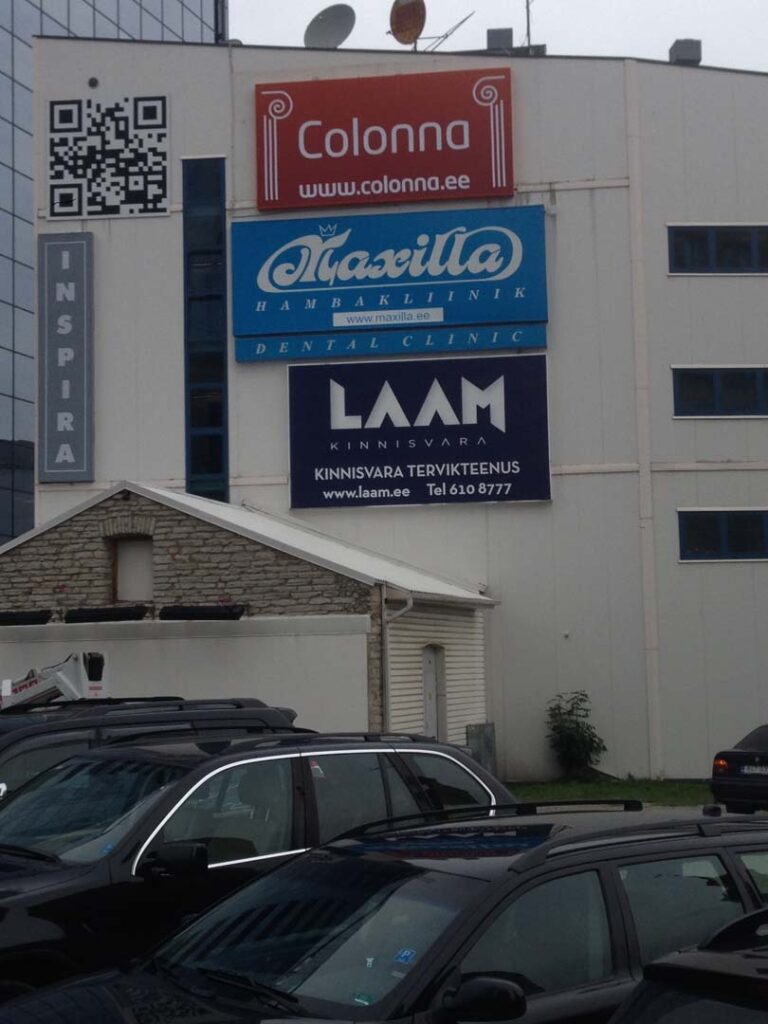 Colonna
www.colonna.ee
Maxilla
HAMBAKLIINIK
www.maxilla.ee
DENTAL CLINIC
INSPIRA
LAAM
KINNISVARA
KINNISVARA TERVIKTEENUS
www.laam.ee Tel 610 8777